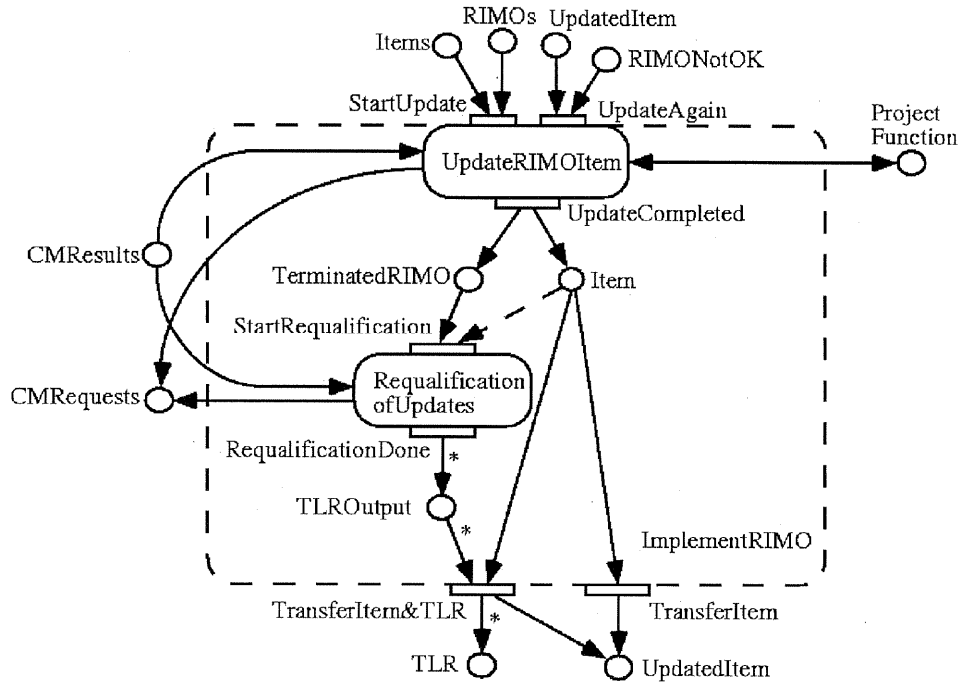 RIMOs
UpdatedItem
Items
RIMONotOK
StartUpdate
UpdateAgain
Project
Function
UpdateRIMOItem
UpdateCompleted
CMResults
TerminatedRIMO
Item
StartRequalification
Requalification
ofUpdates
CMRequests
RequalificationDone
*
TLROutput
*
ImplementRIMO
TransferItem&TLR
*
TransferItem
TLR
UpdatedItem